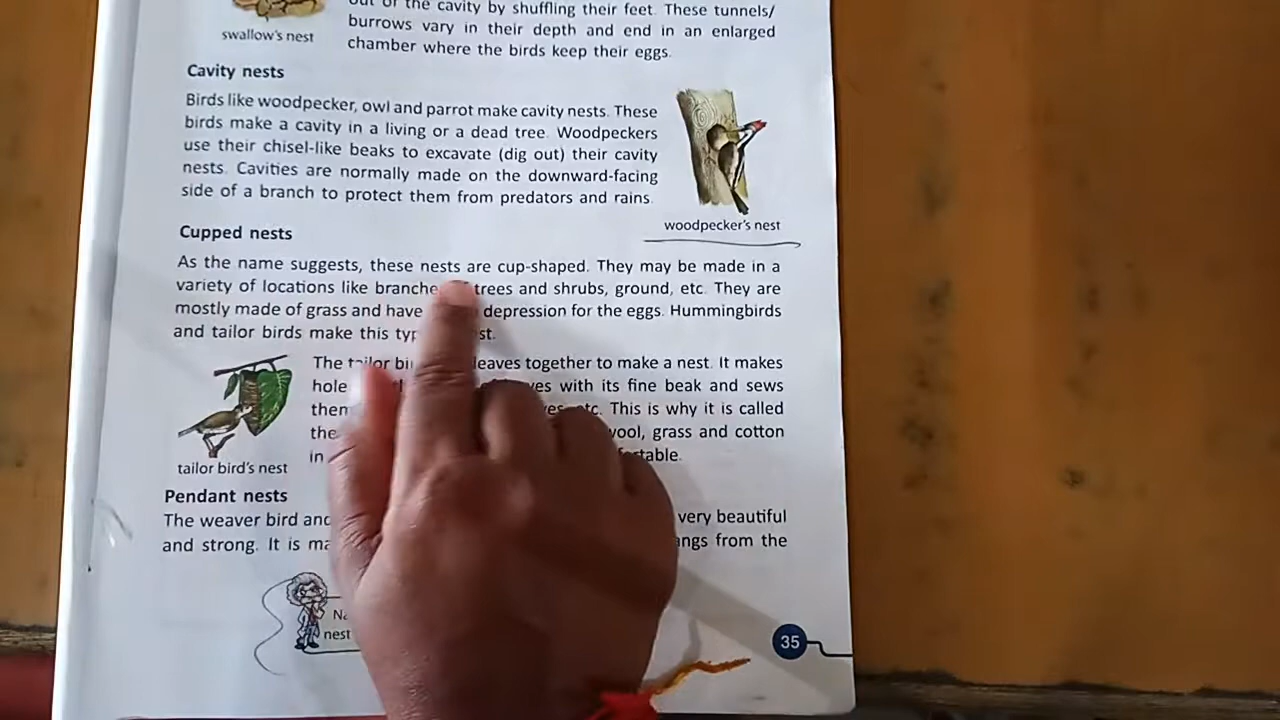 out of the cavity by shuffling their feet. These tunnels/
burrows vary in their depth and end in an enlarged
chamber where the birds keep their eggs.
swallow's nest
Cavity nests
Birds like woodpecker, owl and parrot make cavity nests. These
birds make a cavity in a living or a dead tree. Woodpeckers
use their chisel-like beaks to excavate (dig out) their cavity
nests. Cavities are normally made on the downward-facing
side of a branch to protect them from predators and rains.
woodpecker's nest
Cupped nests
As the name suggests, these nests are cup-shaped. They may be made in a
variety of locations like branche trees and shrubs, ground, etc. They are
mostly made of grass and have depression for the eggs. Hummingbirds
and tailor birds make this typ st.
The tailor bi leaves together to make a nest. It makes
hole ves with its fine beak and sews
then es etc. This is why it is called
the wool, grass and cotton
in fortable.
tailor bird's nest
Pendant nests
The weaver bird and very beautiful
and strong. It is ma angs from the
nest
35